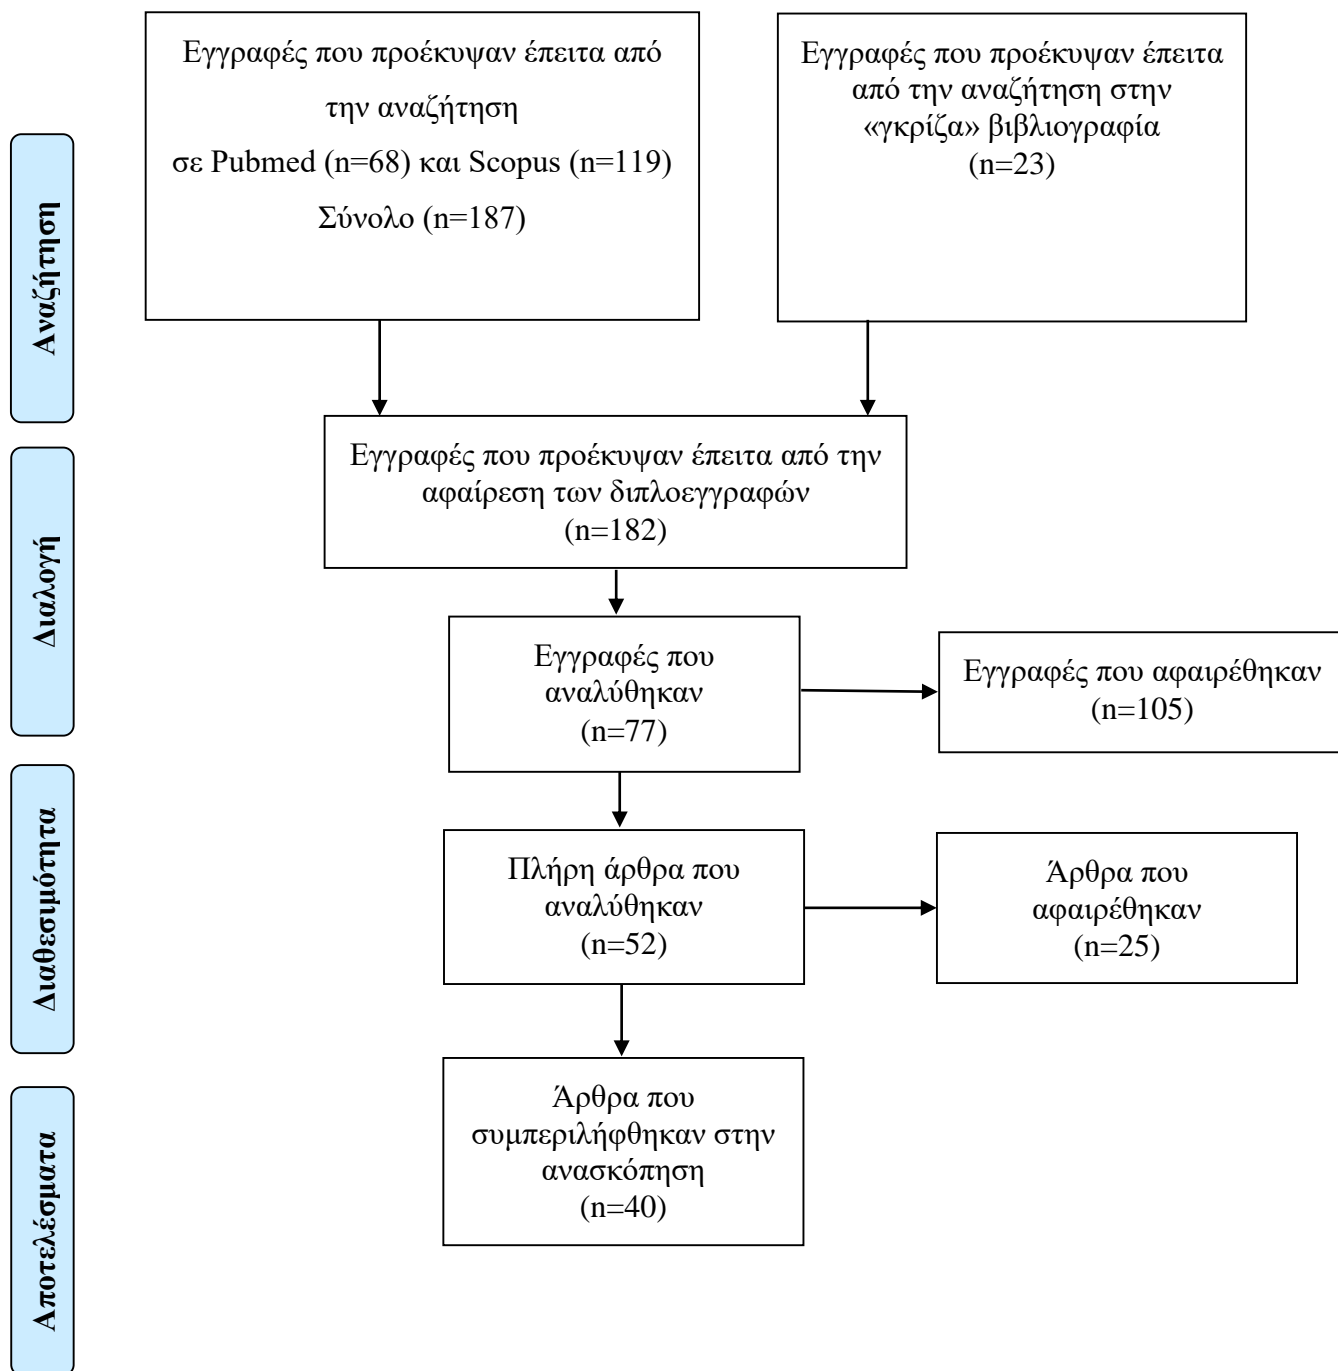 Εγγραφές που προέκυψαν έπειτα από
την αναζήτηση
σε Pubmed (n=68) και Scopus (n=119)
Σύνολο (n=187)
Εγγραφές που προέκυψαν έπειτα
από την αναζήτηση στην
«γκρίζα» βιβλιογραφία
(n=23)
Αναζήτηση
Εγγραφές που προέκυψαν έπειτα από την
αφαίρεση των διπλοεγγραφών
(n=182)
Διαλογή
Εγγραφές που
αναλύθηκαν
(n=77)
Εγγραφές που αφαιρέθηκαν
(n=105)
Διαθεσιμότητα
Πλήρη άρθρα που
αναλύθηκαν
(n=52)
Άρθρα που
αφαιρέθηκαν
(n=25)
Αποτελέσματα
Άρθρα που
συμπεριλήφθηκαν στην
ανασκόπηση
(n=40)